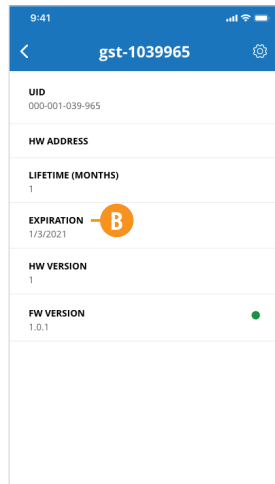 9:41
gst-1039965
UID
000-001-039-965
HW ADDRESS
LIFETIME (MONTHS)
1
EXPIRATION B
1/3/2021
HW VERSION
1
FW VERSION
1.0.1